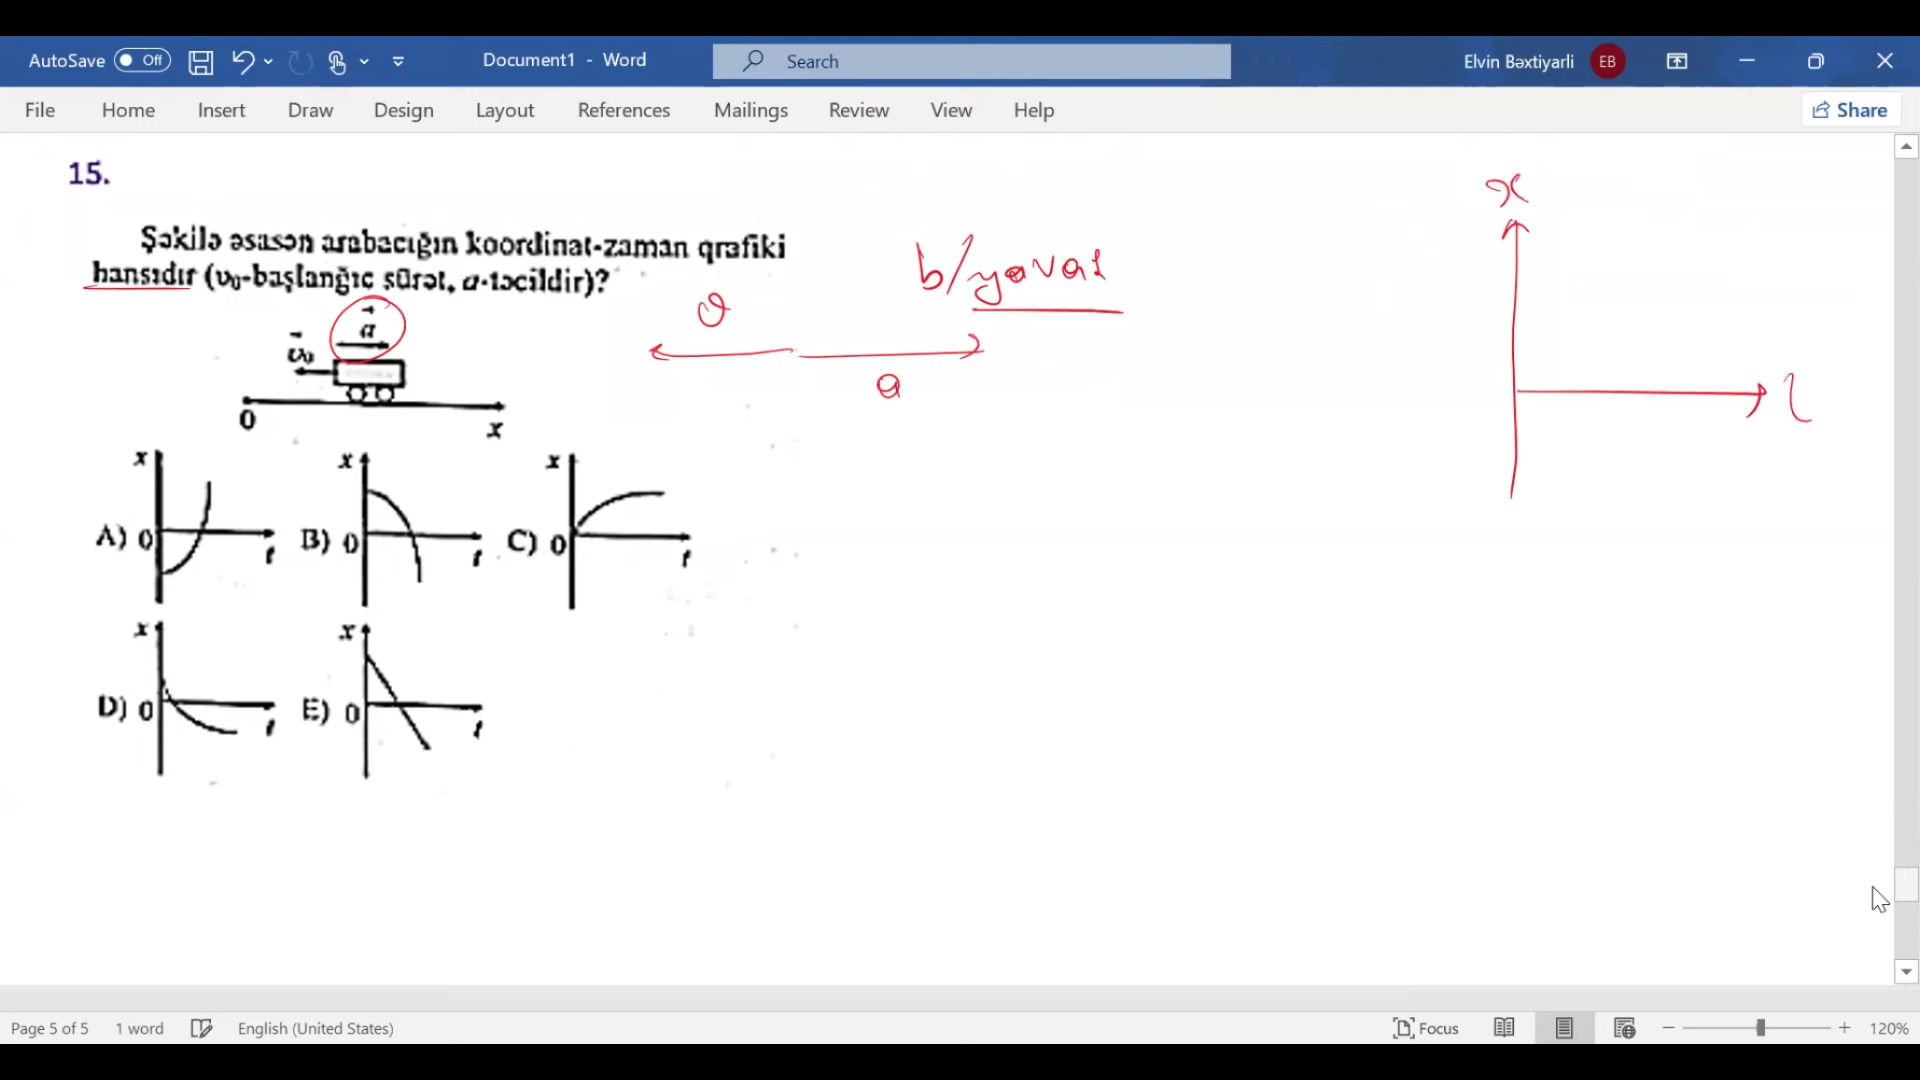 AutoSave Off Document1 - Word Search Elvin Bəxtiyarli EB
File Home Insert Draw Design Layout References Mailings Review View Help Share
15.
Şəkilə əsasən arabacığın koordinat-zaman qrafiki
hansıdır (υ₀-başlanğıc sürət, a-təcildir)?
b/yavaş
x
a
υ₀
ϑ
a
0 x
t
x x x
A) 0 t B) 0 t C) 0 t
x x
D) 0 t E) 0 t
Page 5 of 5 1 word English (United States) Focus 120%